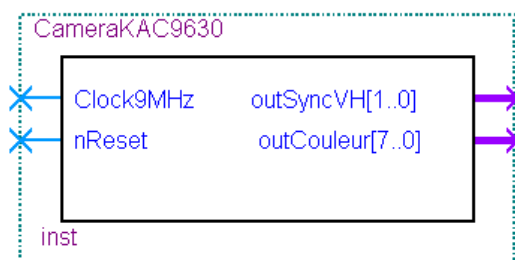 CameraKAC9630
Clock9MHz outSyncVH[1..0]
nReset outCouleur[7..0]
inst